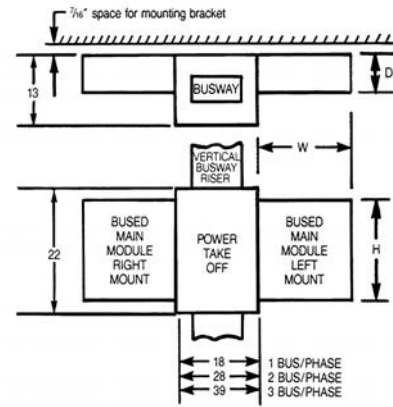 7/16" space for mounting bracket
BUSWAY
D
13
W
VERTICAL
BUSWAY
RISER
BUSED
MAIN
MODULE
RIGHT
MOUNT
POWER
TAKE
OFF
BUSED
MAIN
MODULE
LEFT
MOUNT
22
H
18 1 BUS/PHASE
28 2 BUS/PHASE
39 3 BUS/PHASE